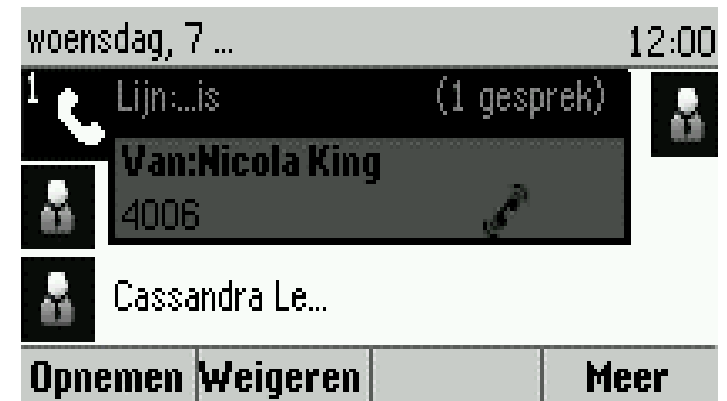 woensdag, 7 ... 12:00
1 Lijn:...is (1 gesprek)
Van:Nicola King
4006
Cassandra Le...
Opnemen Weigeren Meer